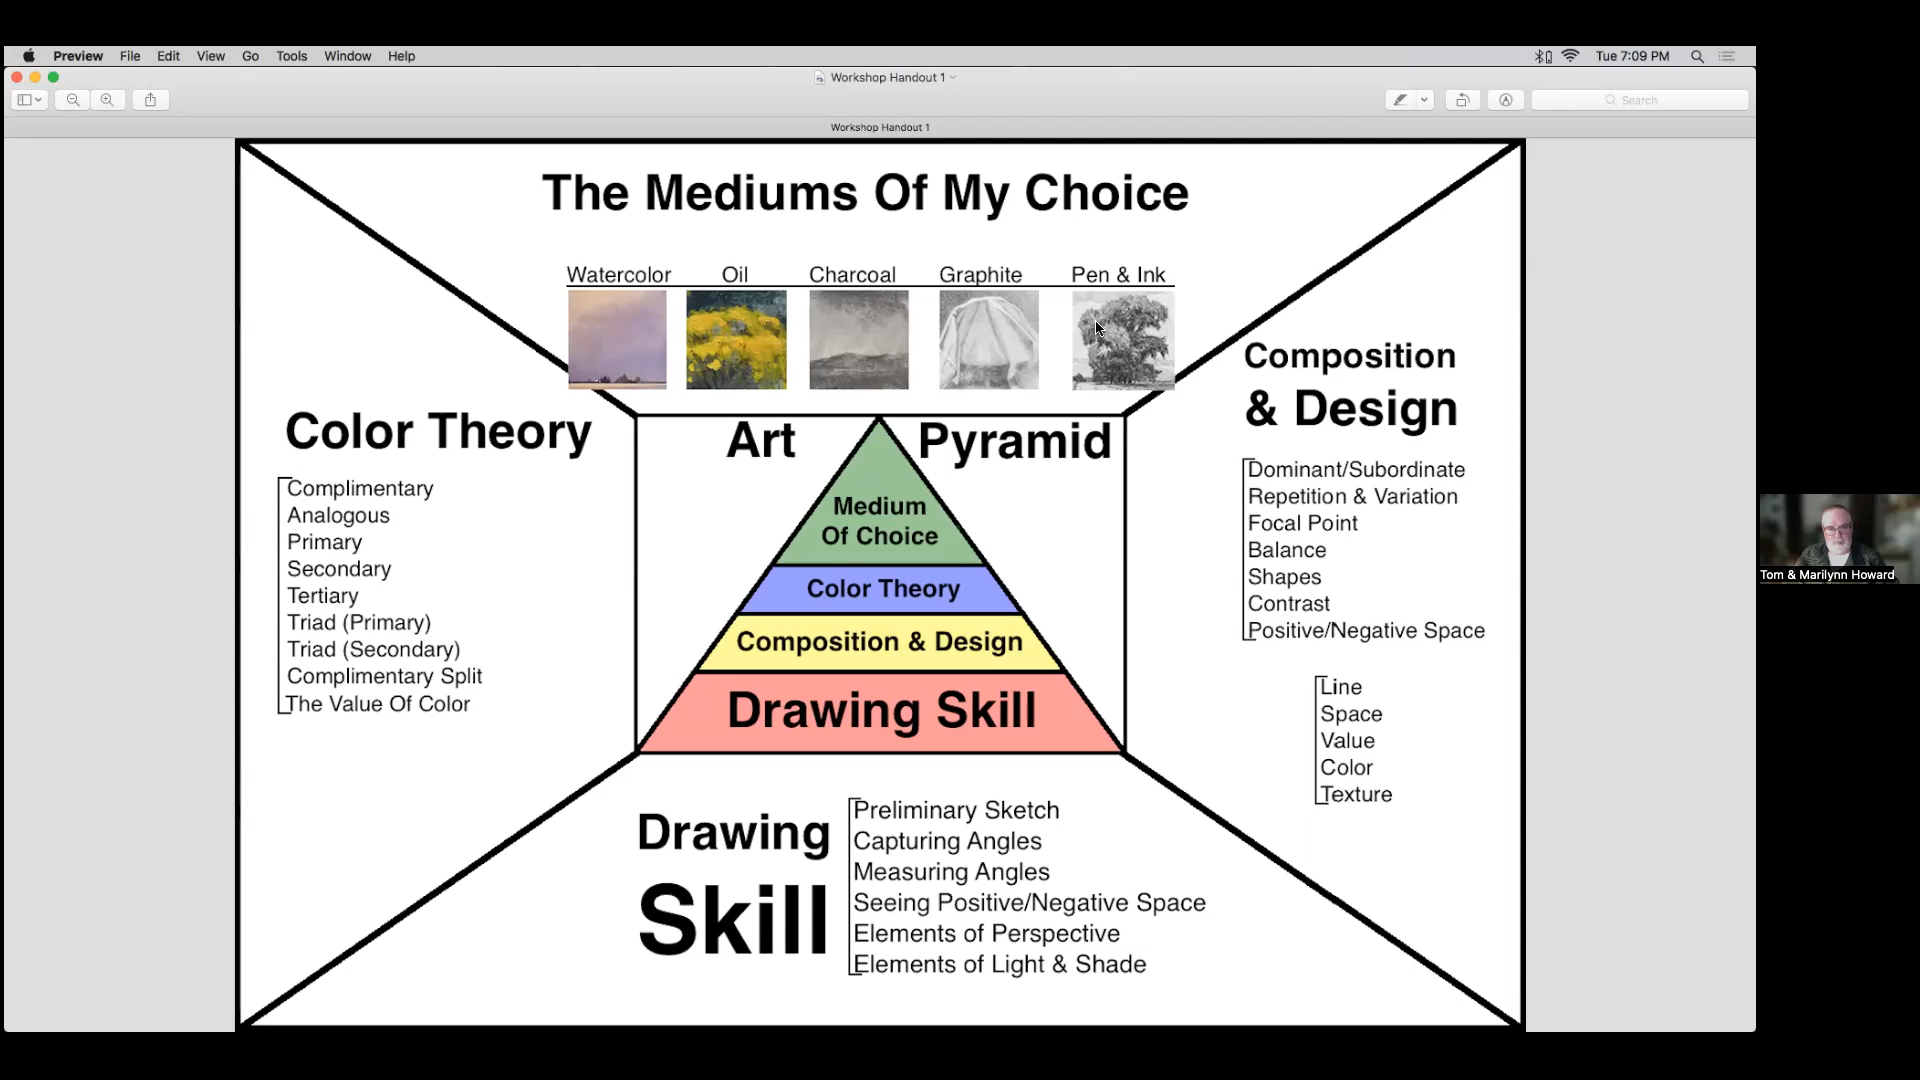 Preview File Edit View Go Tools Window Help
Tue 7:09 PM
Workshop Handout 1
Search
Workshop Handout 1
The Mediums Of My Choice
Watercolor Oil Charcoal Graphite Pen & Ink
Color Theory
Complimentary
Analogous
Primary
Secondary
Tertiary
Triad (Primary)
Triad (Secondary)
Complimentary Split
The Value Of Color
Art Pyramid
Medium
Of Choice
Color Theory
Composition & Design
Drawing Skill
Composition
& Design
Dominant/Subordinate
Repetition & Variation
Focal Point
Balance
Shapes
Contrast
Positive/Negative Space
Line
Space
Value
Color
Texture
Drawing
Skill
Preliminary Sketch
Capturing Angles
Measuring Angles
Seeing Positive/Negative Space
Elements of Perspective
Elements of Light & Shade
Tom & Marilynn Howard